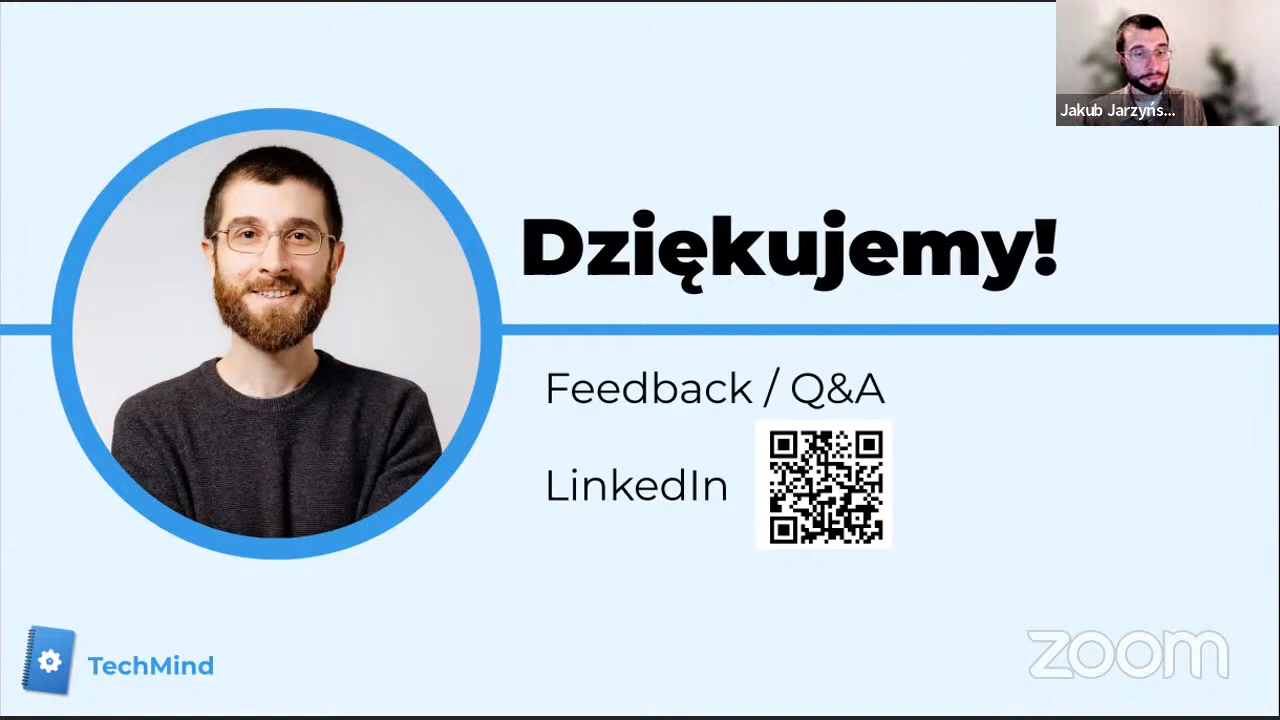 Jakub Jarzyńs...
Dziękujemy!
Feedback / Q&A
LinkedIn
TechMind
zoom